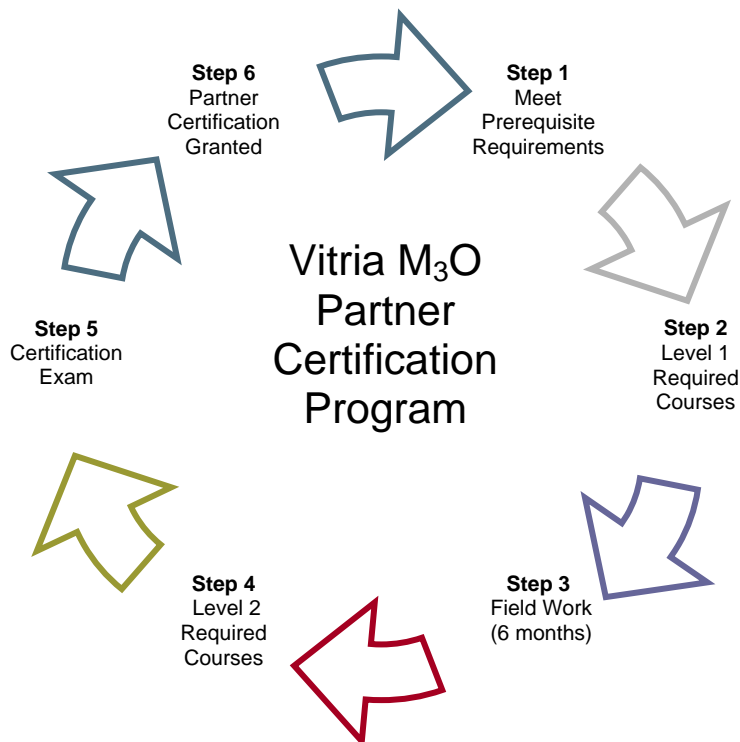 Step 6
Partner
Certification
Granted
Step 1
Meet
Prerequisite
Requirements
Vitria M₃O
Partner
Certification
Program
Step 5
Certification
Exam
Step 2
Level 1
Required
Courses
Step 4
Level 2
Required
Courses
Step 3
Field Work
(6 months)